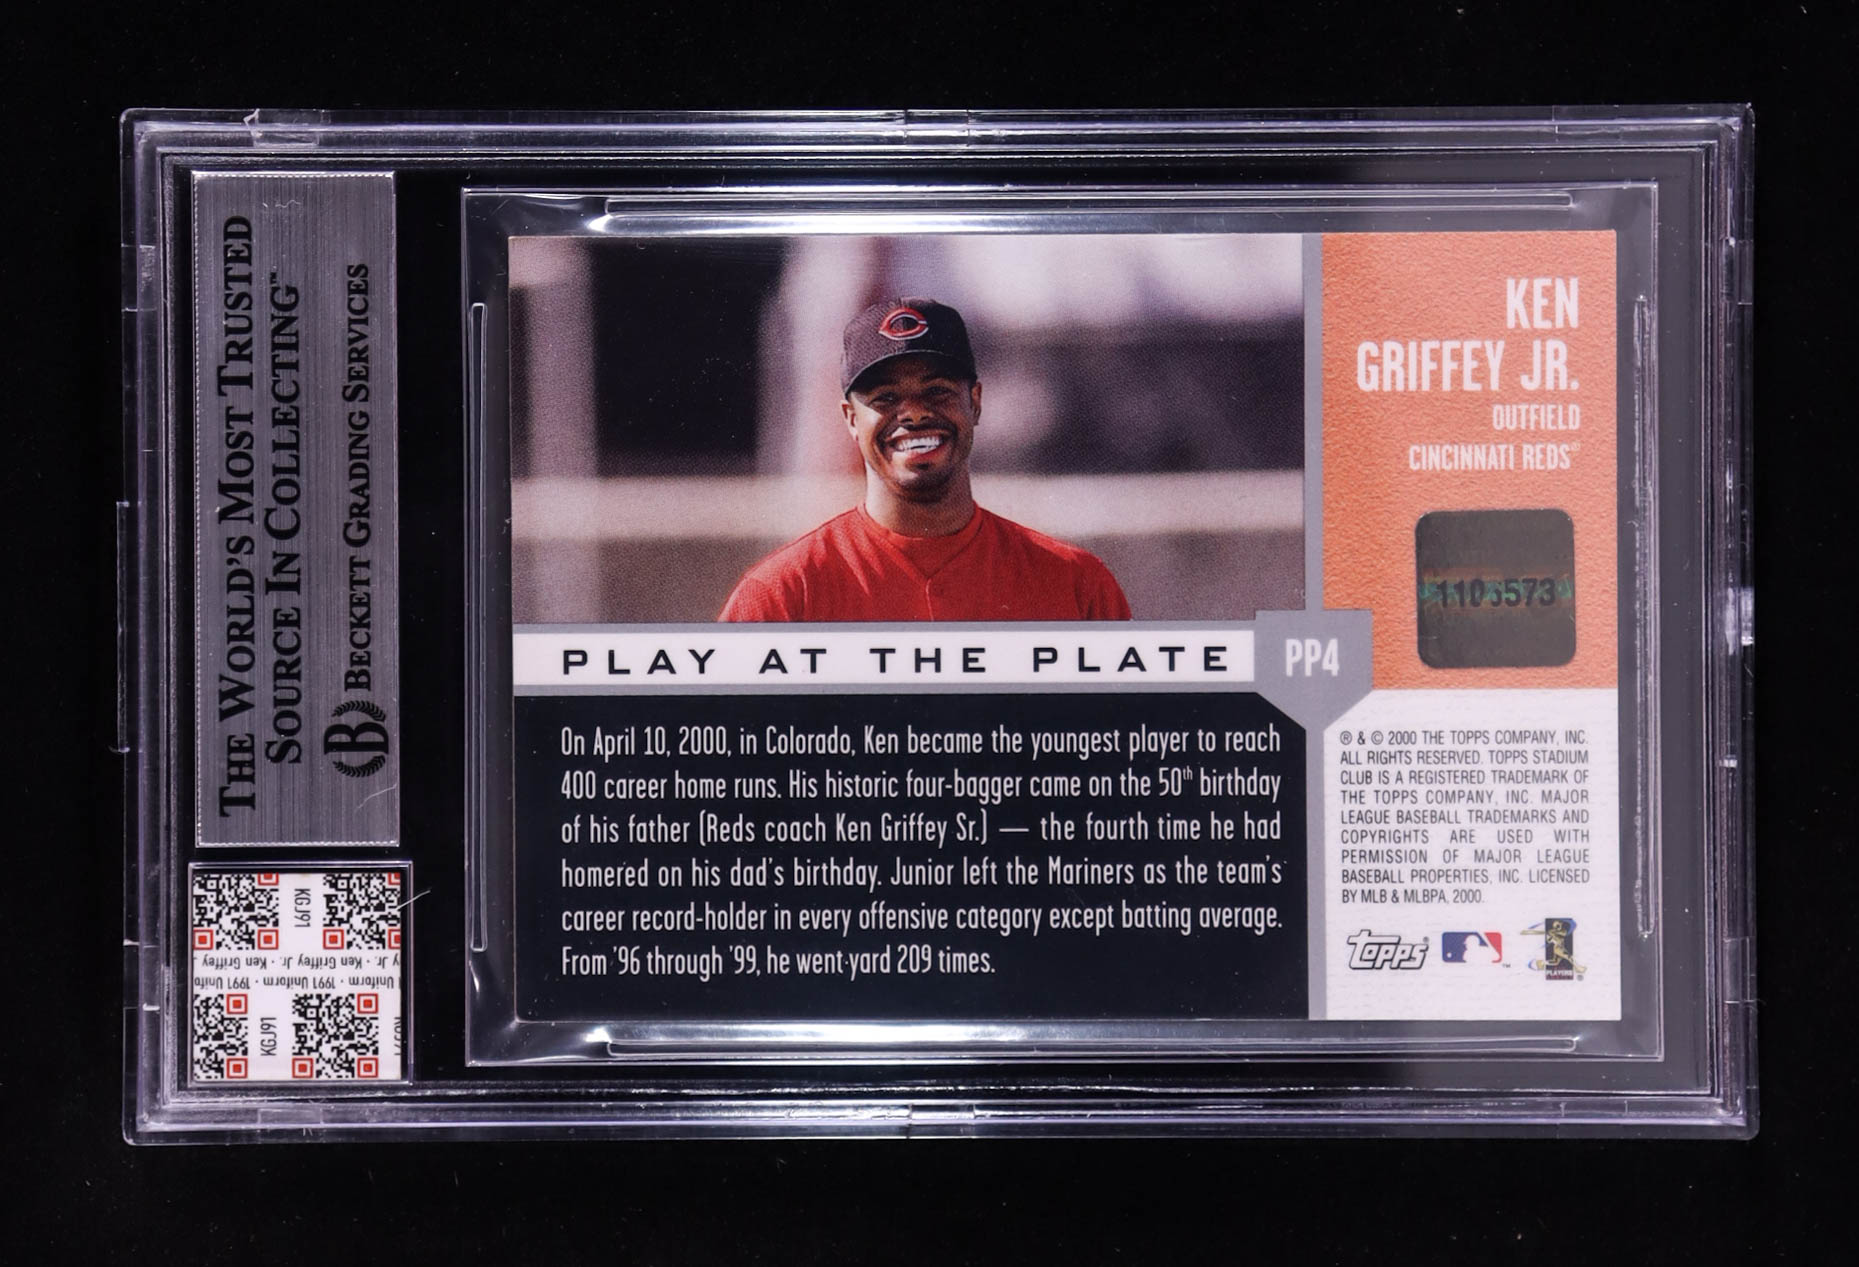 THE WORLD'S MOST TRUSTED
SOURCE IN COLLECTING™
B BECKETT GRADING SERVICES
KGJ91
y Jr. · Ken Griffey Jr. · Ken Griffey
l Uniform · 1991 Uniform · 1991 Unifo
KGJ91
KGJ91
KEN
GRIFFEY JR.
OUTFIELD
CINCINNATI REDS®
1106573
PLAY AT THE PLATE
PP4
On April 10, 2000, in Colorado, Ken became the youngest player to reach
400 career home runs. His historic four-bagger came on the 50th birthday
of his father (Reds coach Ken Griffey Sr.) — the fourth time he had
homered on his dad's birthday. Junior left the Mariners as the team's
career record-holder in every offensive category except batting average.
From '96 through '99, he went yard 209 times.
® & © 2000 THE TOPPS COMPANY, INC.
ALL RIGHTS RESERVED. TOPPS STADIUM
CLUB IS A REGISTERED TRADEMARK OF
THE TOPPS COMPANY, INC. MAJOR
LEAGUE BASEBALL TRADEMARKS AND
COPYRIGHTS ARE USED WITH
PERMISSION OF MAJOR LEAGUE
BASEBALL PROPERTIES, INC. LICENSED
BY MLB & MLBPA, 2000.
Topps®
PLAYERS